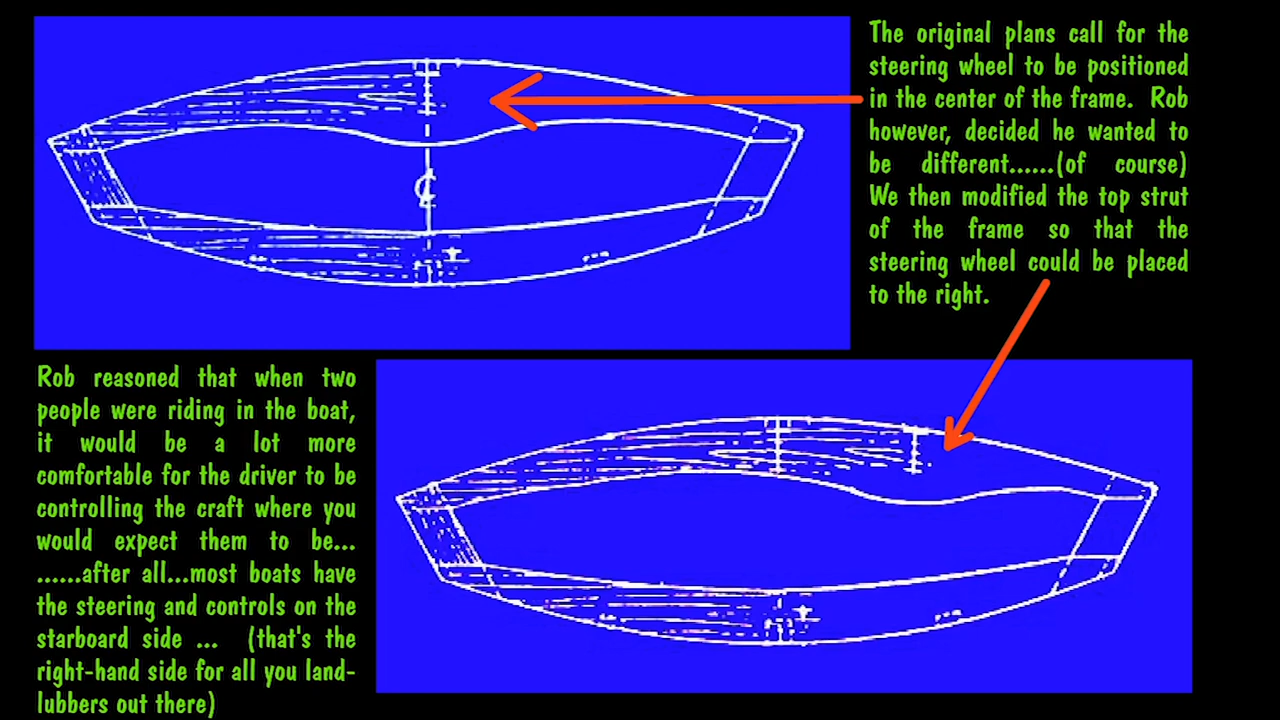 The original plans call for the
steering wheel to be positioned
in the center of the frame. Rob
however, decided he wanted to
be different......(of course)
We then modified the top strut
of the frame so that the
steering wheel could be placed
to the right.
℄
Rob reasoned that when two
people were riding in the boat,
it would be a lot more
comfortable for the driver to be
controlling the craft where you
would expect them to be...
......after all...most boats have
the steering and controls on the
starboard side ... (that's the
right-hand side for all you land-
lubbers out there)